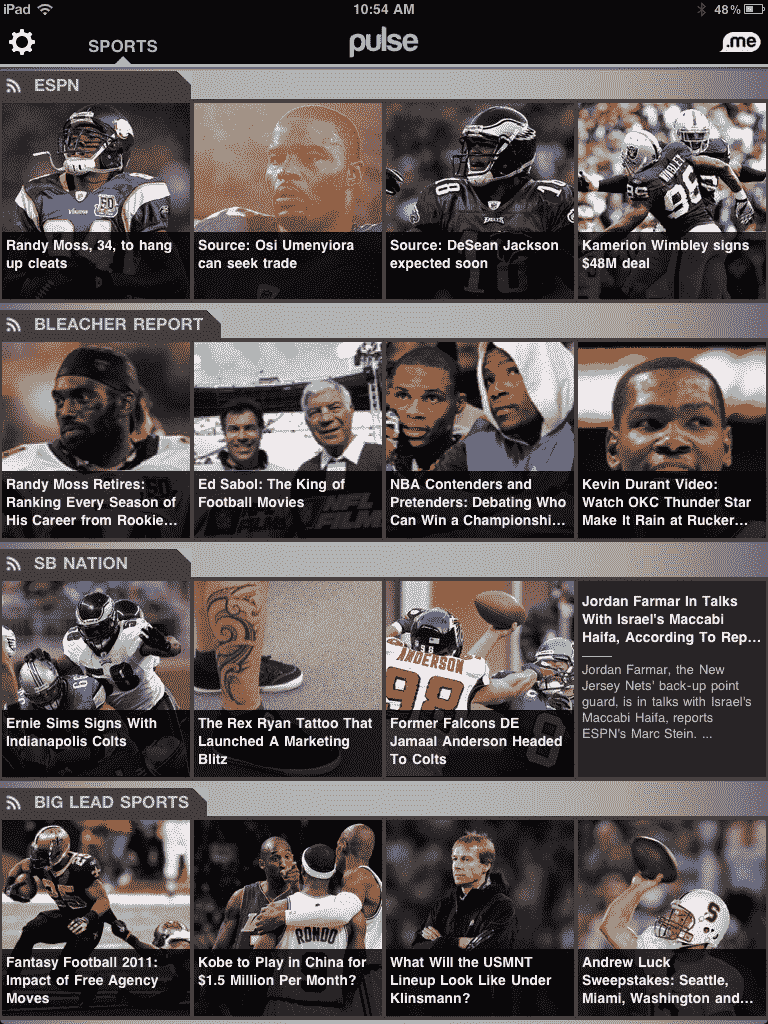 iPad
10:54 AM
48%
SPORTS
pulse
.me
ESPN
Randy Moss, 34, to hang
up cleats
Source: Osi Umenyiora
can seek trade
Source: DeSean Jackson
expected soon
Kamerion Wimbley signs
$48M deal
BLEACHER REPORT
Randy Moss Retires:
Ranking Every Season of
His Career from Rookie...
Ed Sabol: The King of
Football Movies
NBA Contenders and
Pretenders: Debating Who
Can Win a Championshi...
Kevin Durant Video:
Watch OKC Thunder Star
Make It Rain at Rucker...
SB NATION
ANDERSON
98
Ernie Sims Signs With
Indianapolis Colts
The Rex Ryan Tattoo That
Launched A Marketing
Blitz
Former Falcons DE
Jamaal Anderson Headed
To Colts
Jordan Farmar In Talks
With Israel's Maccabi
Haifa, According To Rep...
Jordan Farmar, the New
Jersey Nets' back-up point
guard, is in talks with Israel's
Maccabi Haifa, reports
ESPN's Marc Stein. ...
BIG LEAD SPORTS
RONDO
S
Fantasy Football 2011:
Impact of Free Agency
Moves
Kobe to Play in China for
$1.5 Million Per Month?
What Will the USMNT
Lineup Look Like Under
Klinsmann?
Andrew Luck
Sweepstakes: Seattle,
Miami, Washington and...